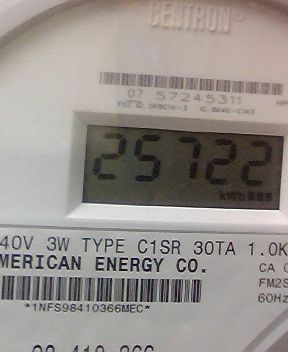 CENTRON®
07 57245311
25722
kWh
40V 3W TYPE C1SR 30TA 1.0K
MERICAN ENERGY CO.
CA 0
FM2S
60Hz
*1NFS98410366MEC*